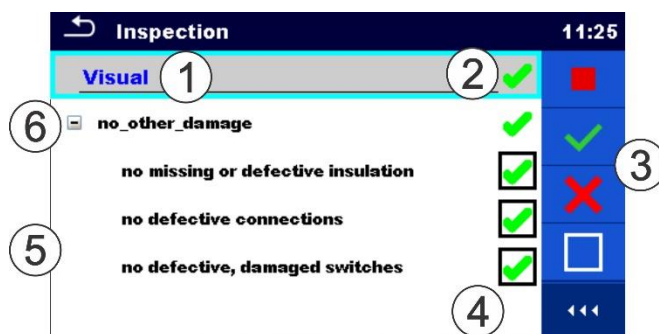 Inspection 11:25
Visual 1 2
3
6 no_other_damage
no missing or defective insulation
no defective connections
5 no defective, damaged switches
4